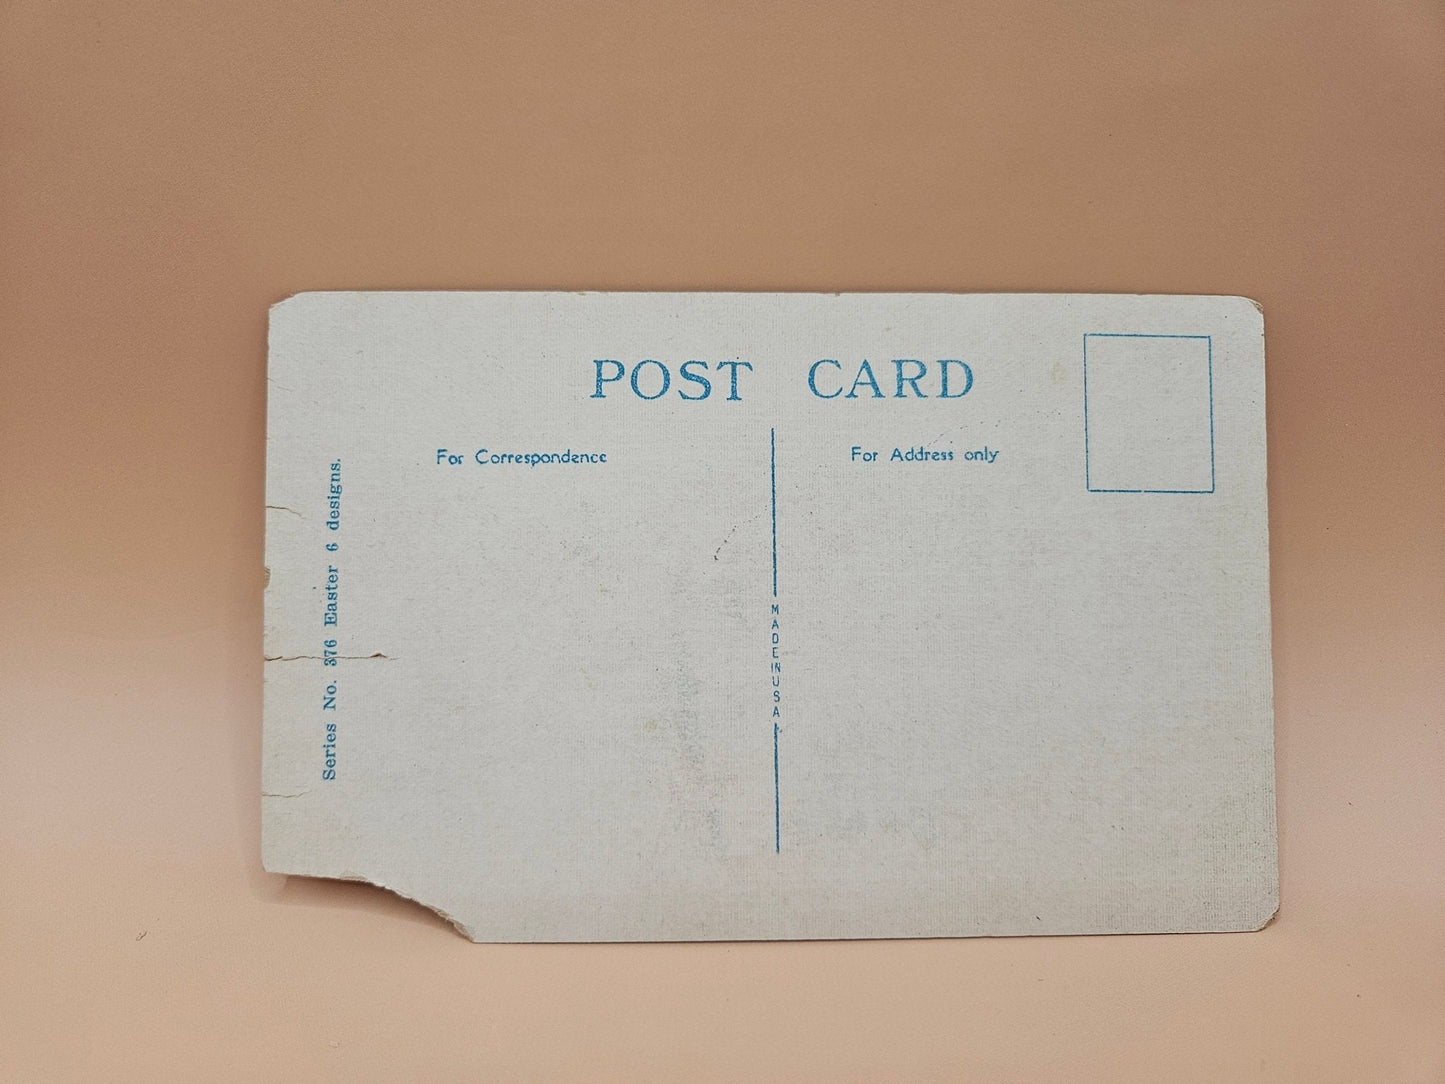 POST CARD
For Correspondence
For Address only
MADE IN USA
Series No. 376 Easter 6 designs.